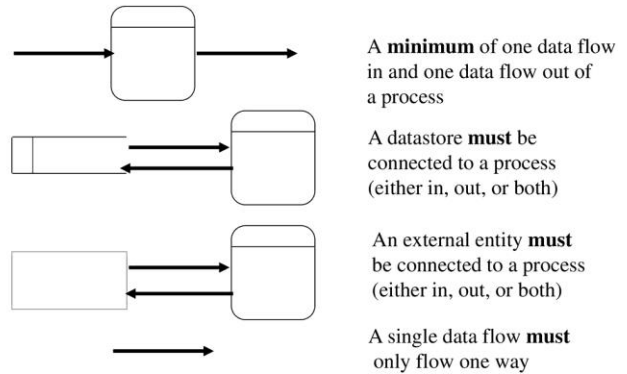 A minimum of one data flow
in and one data flow out of
a process
A datastore must be
connected to a process
(either in, out, or both)
An external entity must
be connected to a process
(either in, out, or both)
A single data flow must
only flow one way